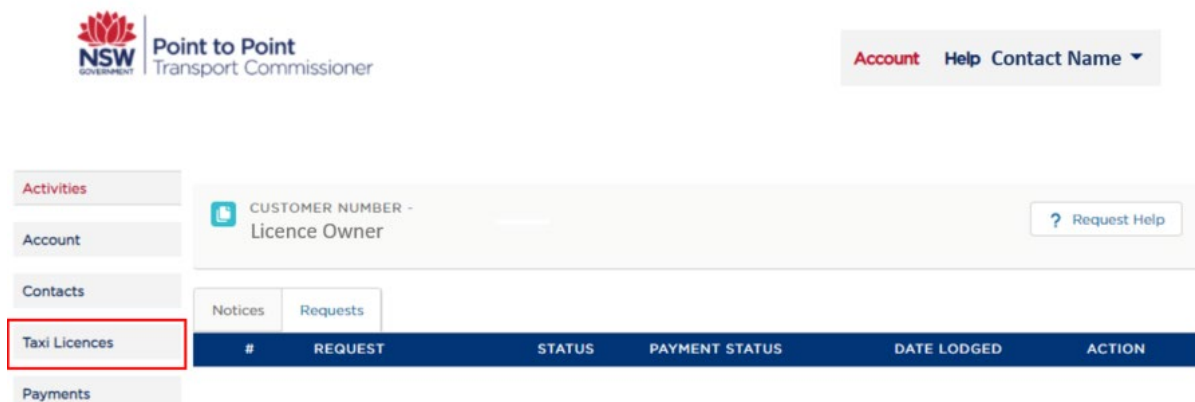 NSW
GOVERNMENT
Point to Point
Transport Commissioner
Account Help Contact Name
Activities
Account
Contacts
Taxi Licences
Payments
CUSTOMER NUMBER -
Licence Owner
? Request Help
Notices Requests
# REQUEST STATUS PAYMENT STATUS DATE LODGED ACTION